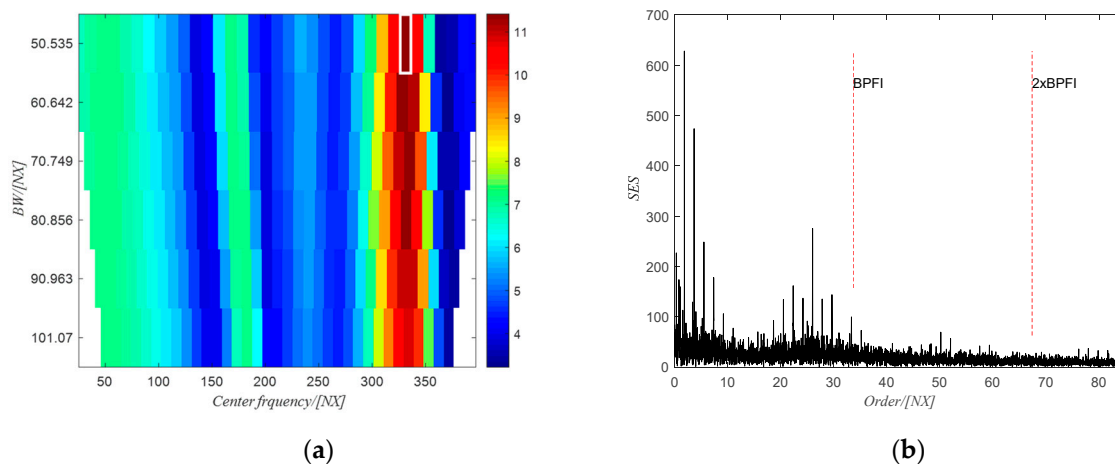 50.535
60.642
70.749
80.856
90.963
101.07
BW/[NX]
50 100 150 200 250 300 350
Center frquency/[NX]
11
10
9
8
7
6
5
4
(a)
700
600
500
400
300
200
100
0
SES
BPFI
2xBPFI
0 10 20 30 40 50 60 70 80
Order/[NX]
(b)